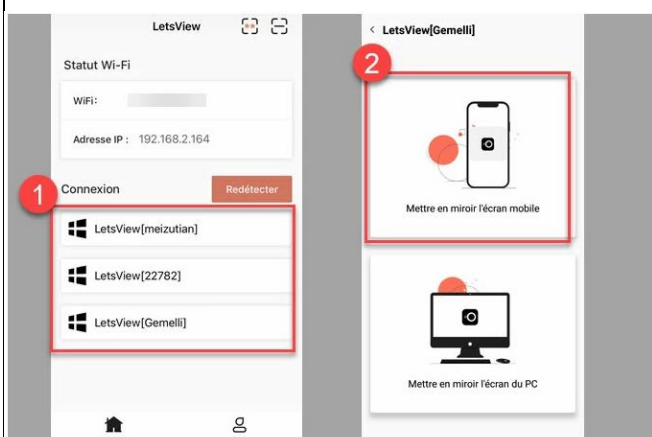 LetsView
Statut Wi-Fi
WiFi:
Adresse IP : 192.168.2.164
1
Connexion
Redétecter
LetsView[meizutian]
LetsView[22782]
LetsView[Gemelli]
< LetsView[Gemelli]
2
Mettre en miroir l'écran mobile
Mettre en miroir l'écran du PC